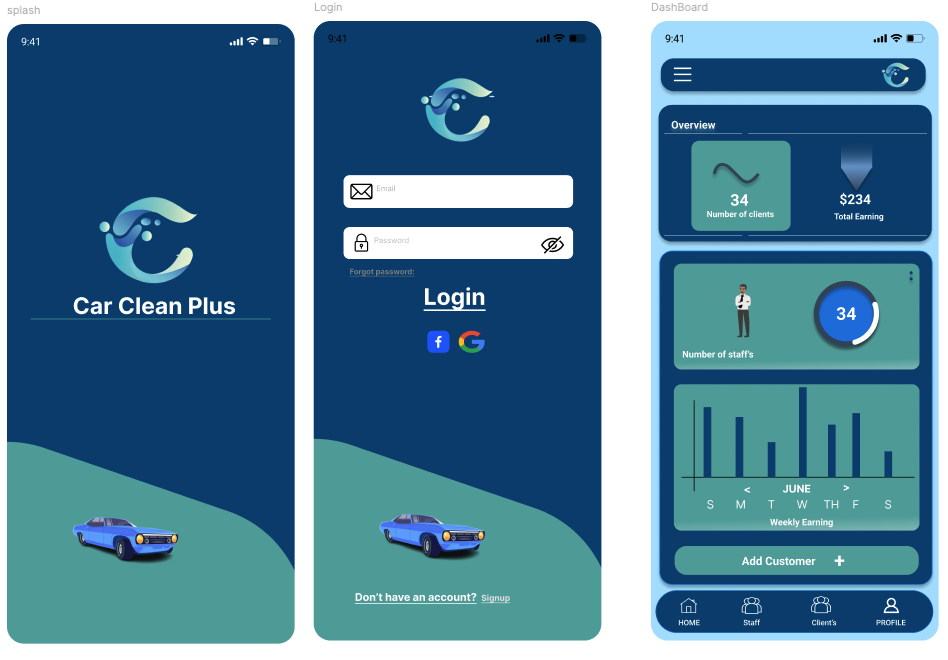 splash
9:41
Car Clean Plus
Login
9:41
Email
Password
Forgot password:
Login
f
Don't have an account? Signup
DashBoard
9:41
Overview
34
Number of clients
$234
Total Earning
34
Number of staff's
< JUNE >
S M T W TH F S
Weekly Earning
Add Customer +
HOME Staff Client's PROFILE